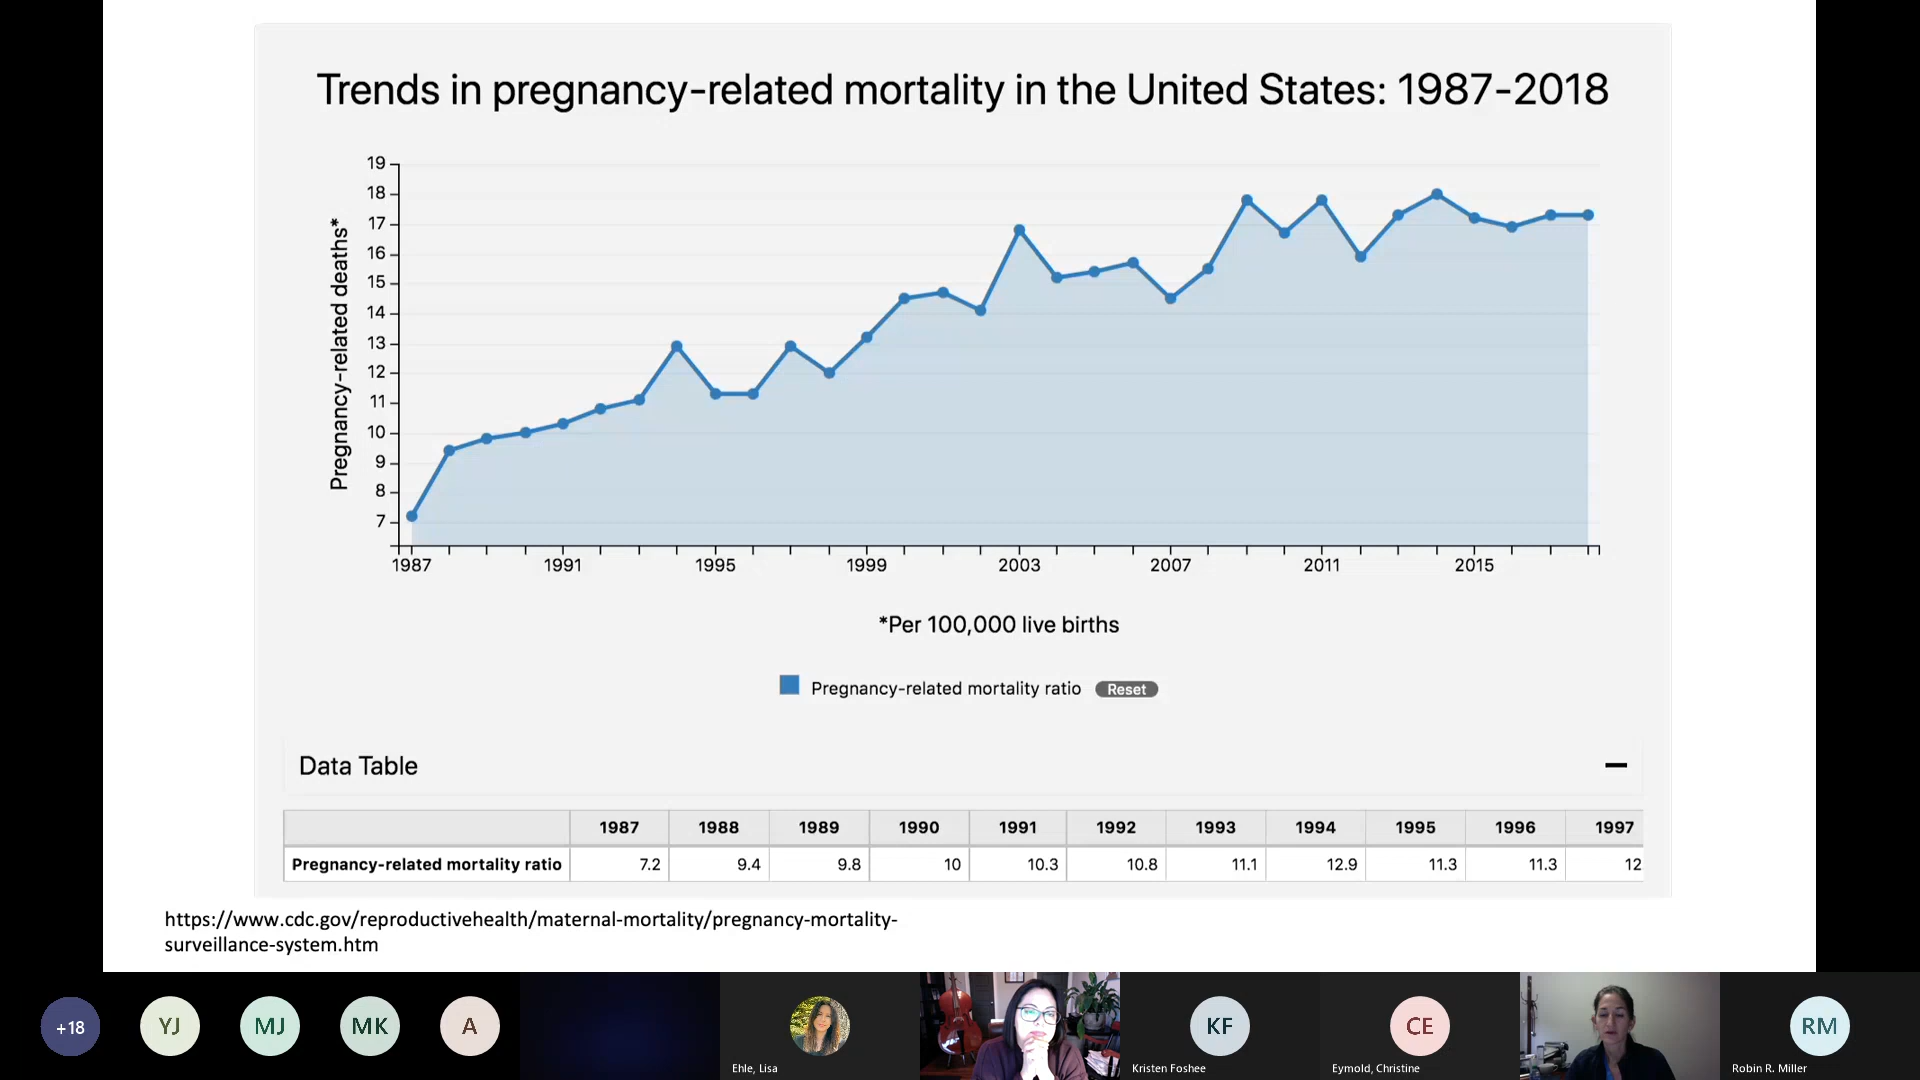 Trends in pregnancy-related mortality in the United States: 1987-2018
Pregnancy-related deaths*
19
18
17
16
15
14
13
12
11
10
9
8
7
1987 1991 1995 1999 2003 2007 2011 2015
*Per 100,000 live births
Pregnancy-related mortality ratio Reset
Data Table
1987 1988 1989 1990 1991 1992 1993 1994 1995 1996 1997
Pregnancy-related mortality ratio 7.2 9.4 9.8 10 10.3 10.8 11.1 12.9 11.3 11.3 12
https://www.cdc.gov/reproductivehealth/maternal-mortality/pregnancy-mortality-
surveillance-system.htm
+18 YJ MJ MK A KF CE RM
Ehle, Lisa Kristen Foshee Eymold, Christine Robin R. Miller